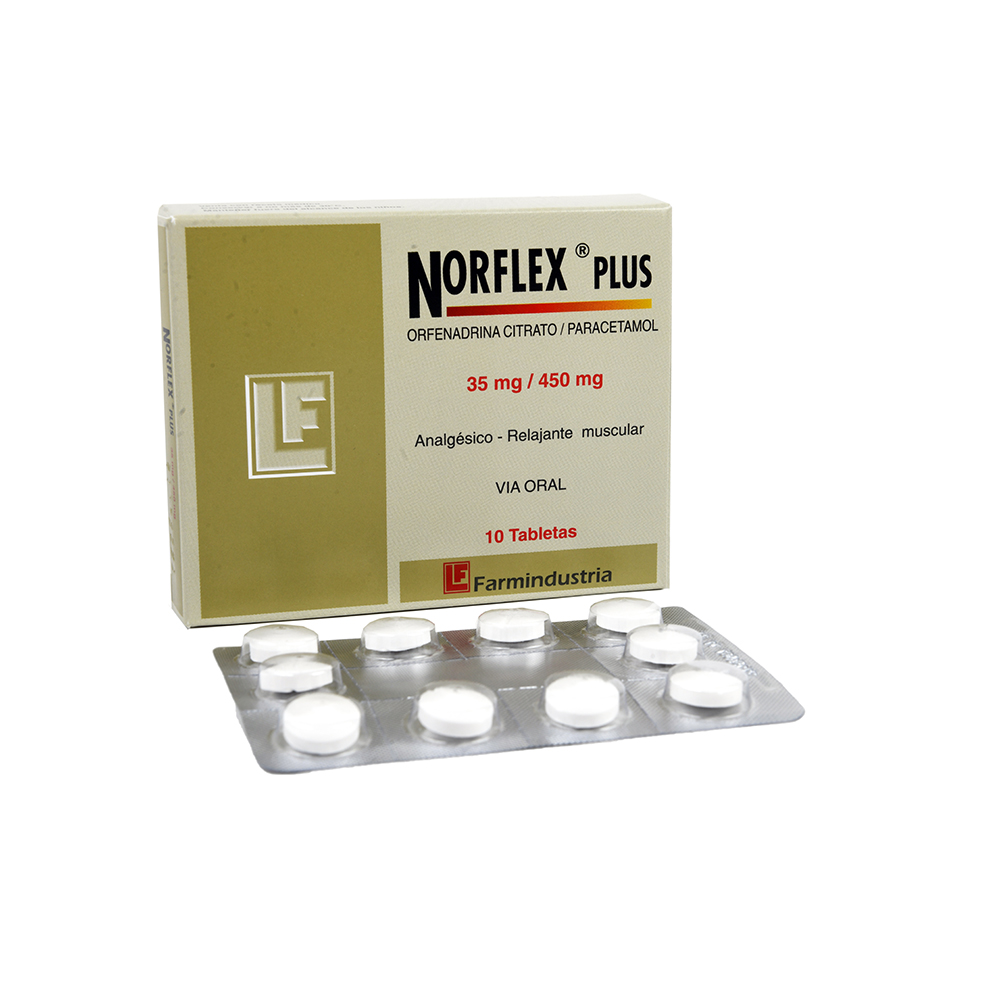 NORFLEX® PLUS
ORFENADRINA CITRATO / PARACETAMOL
35 mg / 450 mg
Analgésico - Relajante muscular
VIA ORAL
10 Tabletas
LF Farmindustria
LF
NORFLEX® PLUS